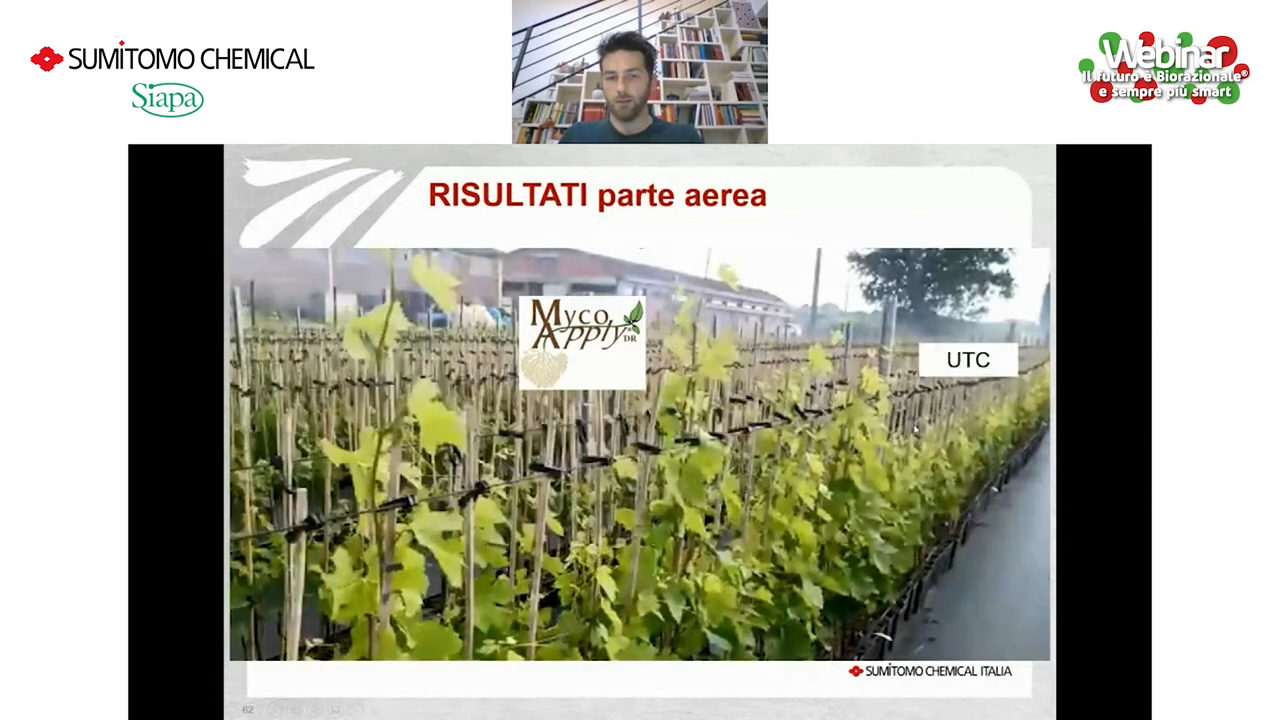 SUMITOMO CHEMICAL
Siapa
Webinar
Il futuro è Biorazionale®
e sempre più smart
RISULTATI parte aerea
Myco
Apply® DR
UTC
SUMITOMO CHEMICAL ITALIA
62